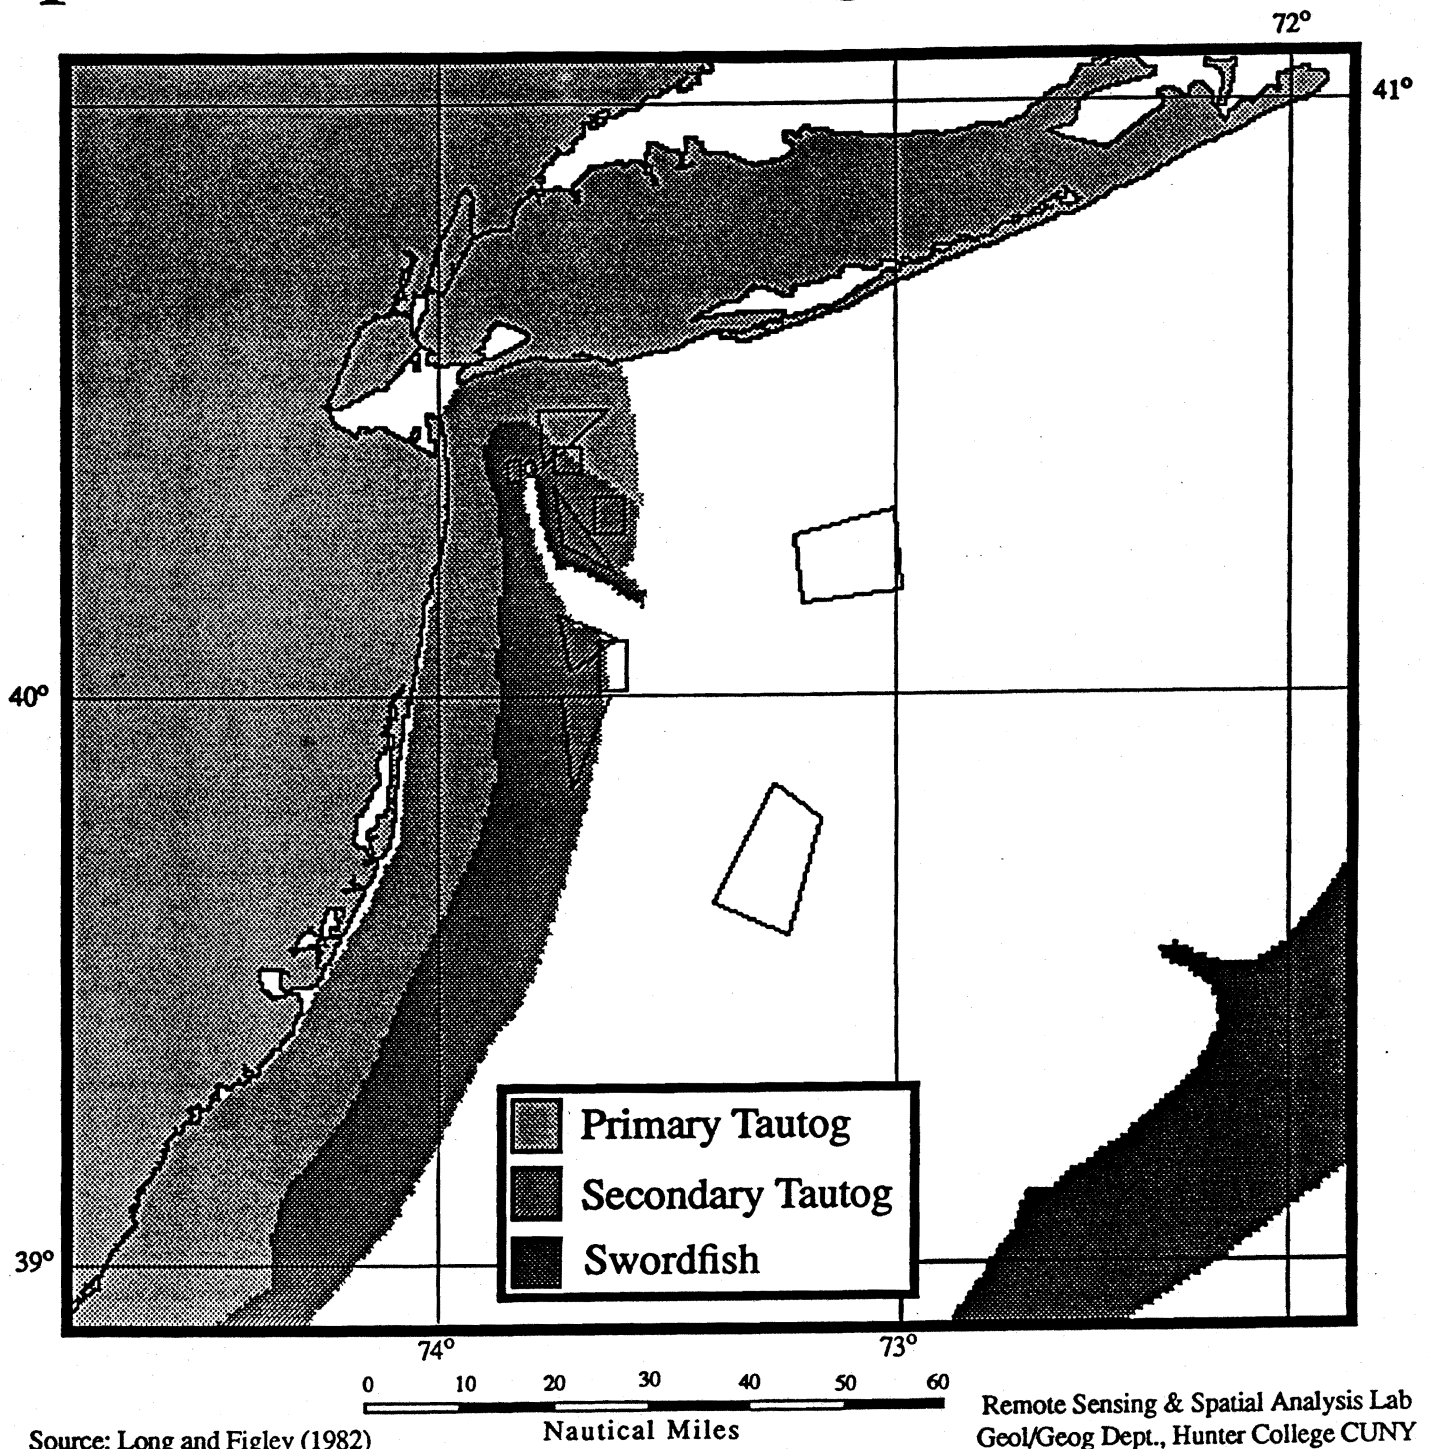 72°
41°
40°
Primary Tautog
Secondary Tautog
Swordfish
39°
74°
73°
0 10 20 30 40 50 60
Nautical Miles
Remote Sensing & Spatial Analysis Lab
Geol/Geog Dept., Hunter College CUNY
Source: Long and Figley (1982)